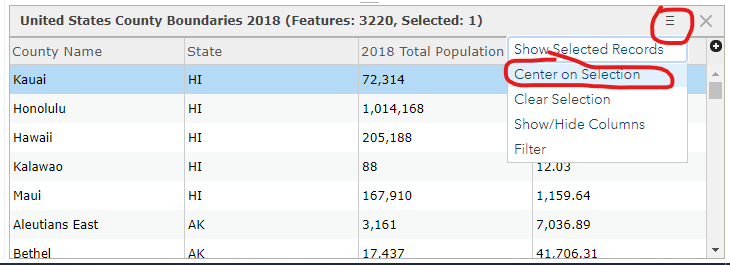 United States County Boundaries 2018 (Features: 3220, Selected: 1)
County Name State 2018 Total Population
Show Selected Records
Center on Selection
Clear Selection
Show/Hide Columns
Filter
Kauai HI 72,314
Honolulu HI 1,014,168
Hawaii HI 205,188
Kalawao HI 88 12.03
Maui HI 167,910 1,159.64
Aleutians East AK 3,161 7,036.89
Bethel AK 17,437 41,706.31